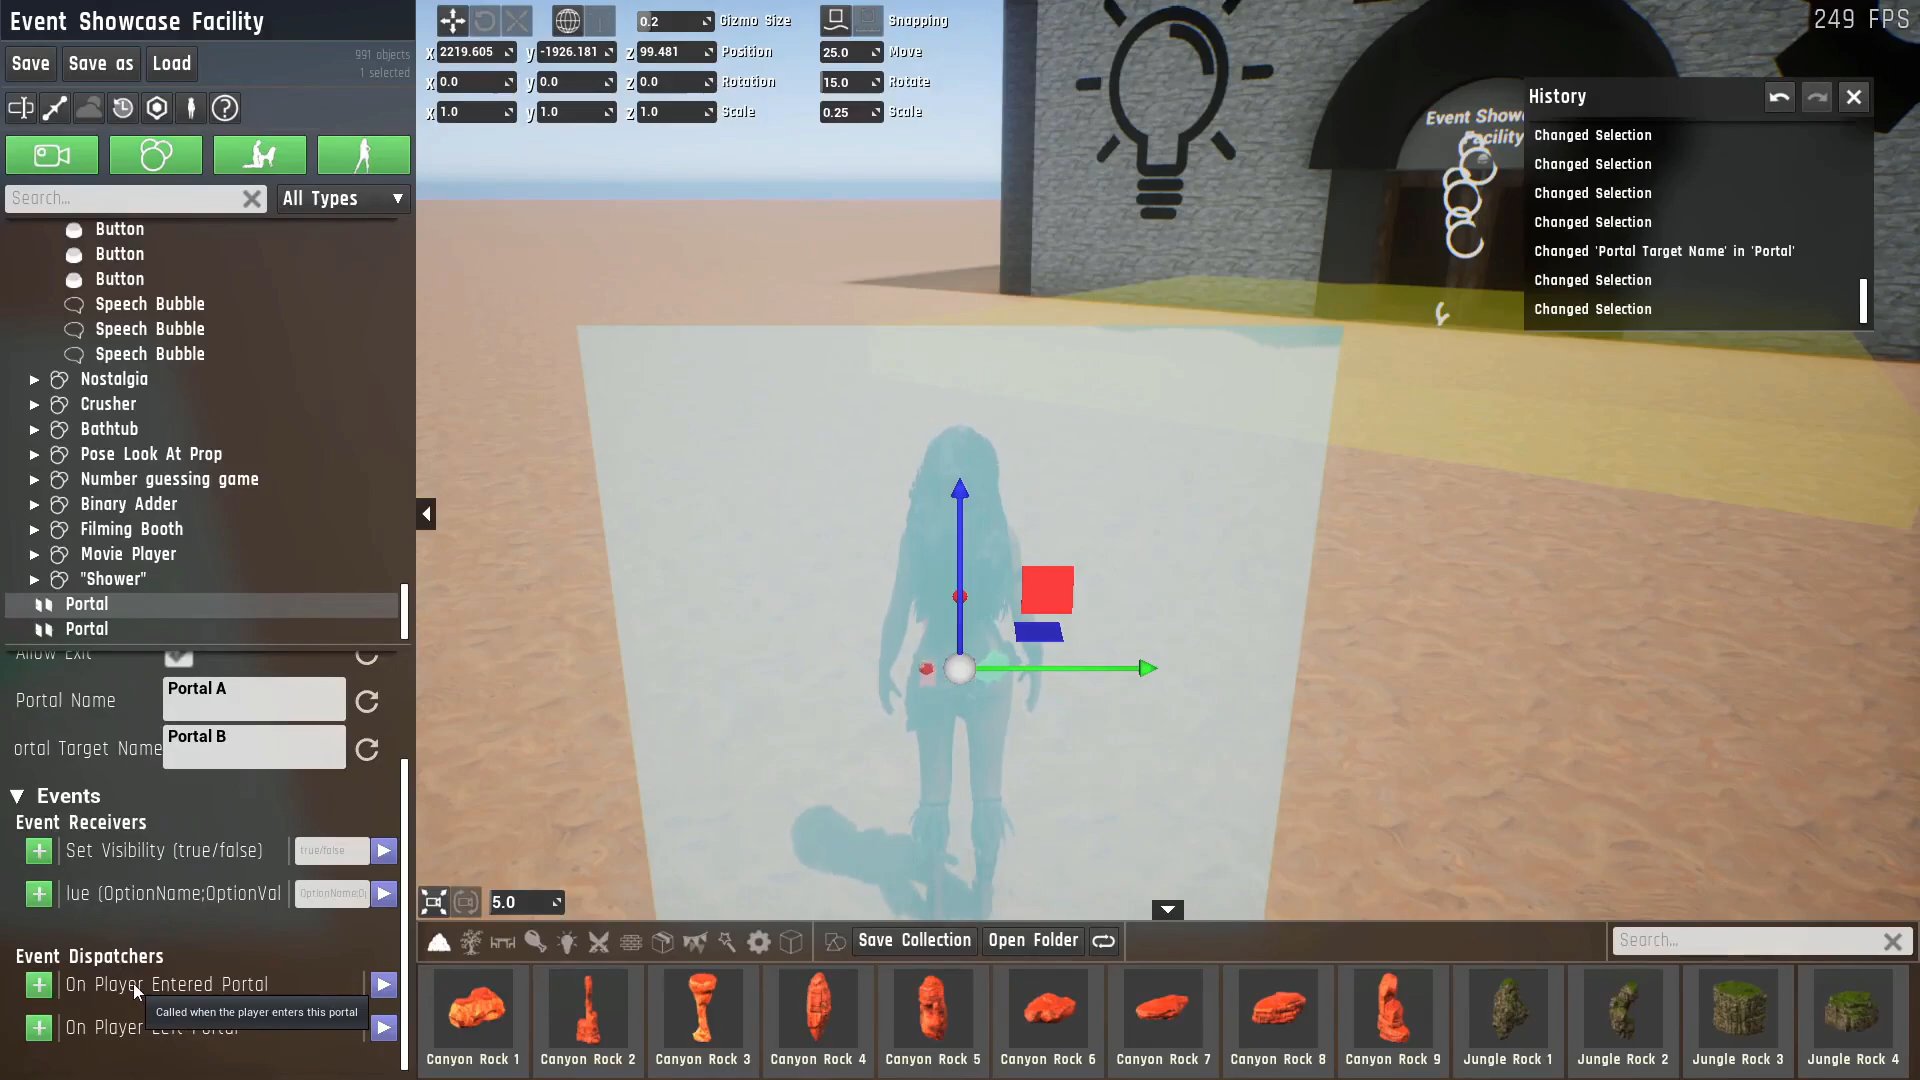 Event Showcase Facility
Save
Save as
Load
991 objects
1 selected
Search...
All Types
Button
Button
Button
Speech Bubble
Speech Bubble
Speech Bubble
Nostalgia
Crusher
Bathtub
Pose Look At Prop
Number guessing game
Binary Adder
Filming Booth
Movie Player
"Shower"
Portal
Portal
Allow Exit
Portal Name
Portal A
ortal Target Name
Portal B
Events
Event Receivers
Set Visibility (true/false)
true/false
lue (OptionName;OptionVal
OptionName;O
Event Dispatchers
On Player Entered Portal
Called when the player enters this portal
On Player Left Portal
0.2 Gizmo Size
Snapping
x 2219.605 y -1926.181 z 99.481 Position
25.0 Move
x 0.0 y 0.0 z 0.0 Rotation
15.0 Rotate
x 1.0 y 1.0 z 1.0 Scale
0.25 Scale
249 FPS
Event Show
Facility
History
Changed Selection
Changed Selection
Changed Selection
Changed Selection
Changed 'Portal Target Name' in 'Portal'
Changed Selection
Changed Selection
5.0
Save Collection
Open Folder
Search...
Canyon Rock 1
Canyon Rock 2
Canyon Rock 3
Canyon Rock 4
Canyon Rock 5
Canyon Rock 6
Canyon Rock 7
Canyon Rock 8
Canyon Rock 9
Jungle Rock 1
Jungle Rock 2
Jungle Rock 3
Jungle Rock 4